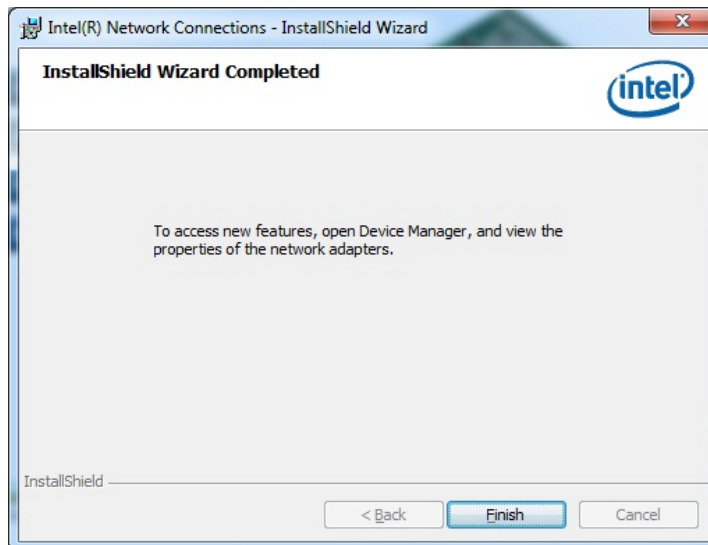 Intel(R) Network Connections - InstallShield Wizard
InstallShield Wizard Completed
intel
To access new features, open Device Manager, and view the
properties of the network adapters.
InstallShield
< Back
Finish
Cancel